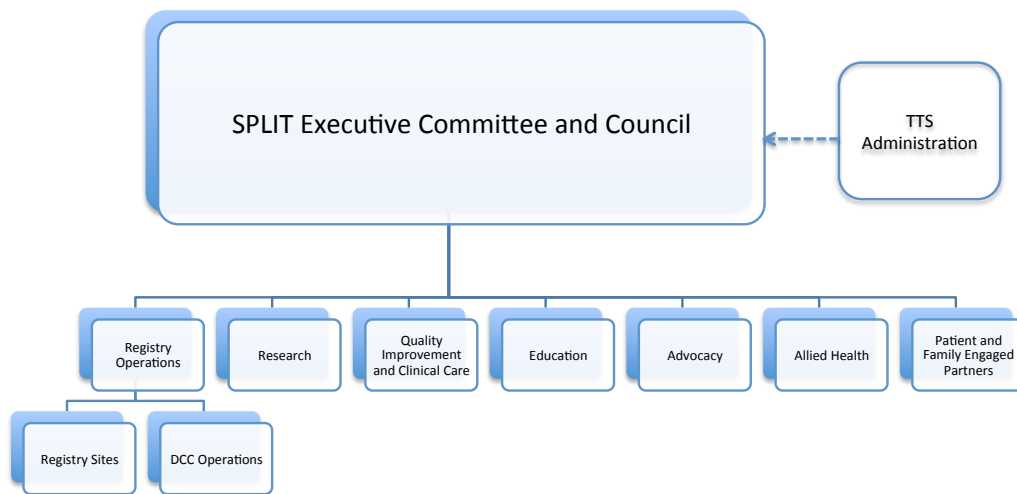 SPLIT Executive Committee and Council
TTS
Administration
Registry
Operations
Research
Quality
Improvement
and Clinical Care
Education
Advocacy
Allied Health
Patient and
Family Engaged
Partners
Registry Sites
DCC Operations